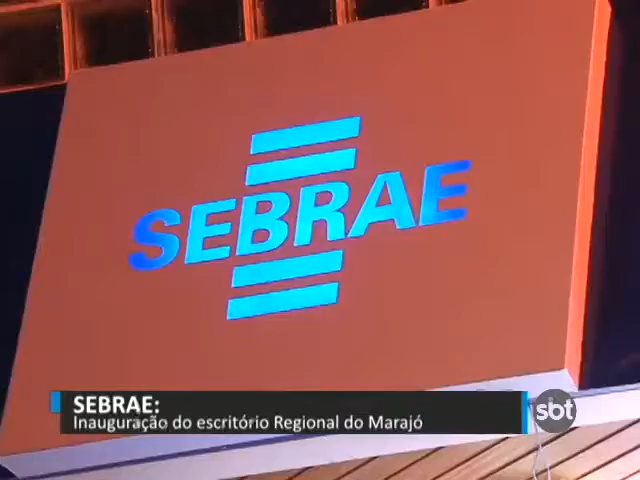 SEBRAE
SEBRAE:
Inauguração do escritório Regional do Marajó
sbt